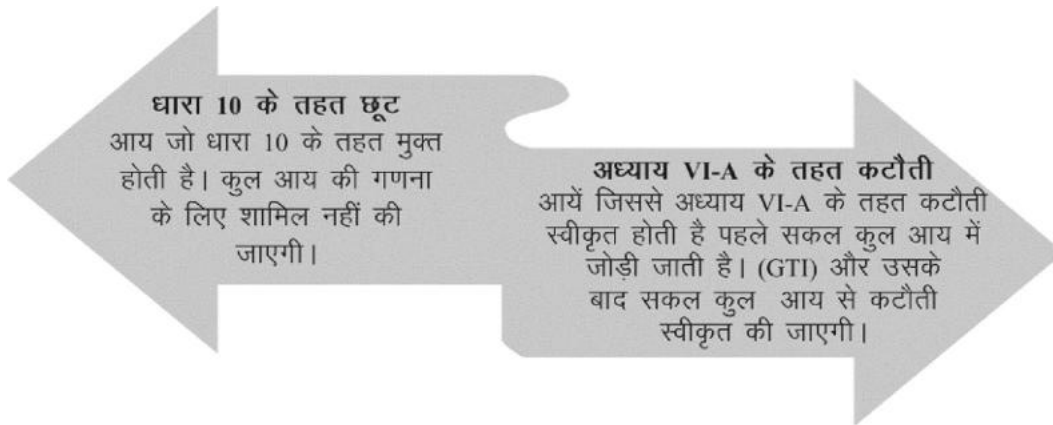 धारा 10 के तहत छूट
आय जो धारा 10 के तहत मुक्त
होती है। कुल आय की गणना
के लिए शामिल नहीं की
जाएगी।
अध्याय VI-A के तहत कटौती
आयें जिससे अध्याय VI-A के तहत कटौती
स्वीकृत होती है पहले सकल कुल आय में
जोड़ी जाती है। (GTI) और उसके
बाद सकल कुल आय से कटौती
स्वीकृत की जाएगी।